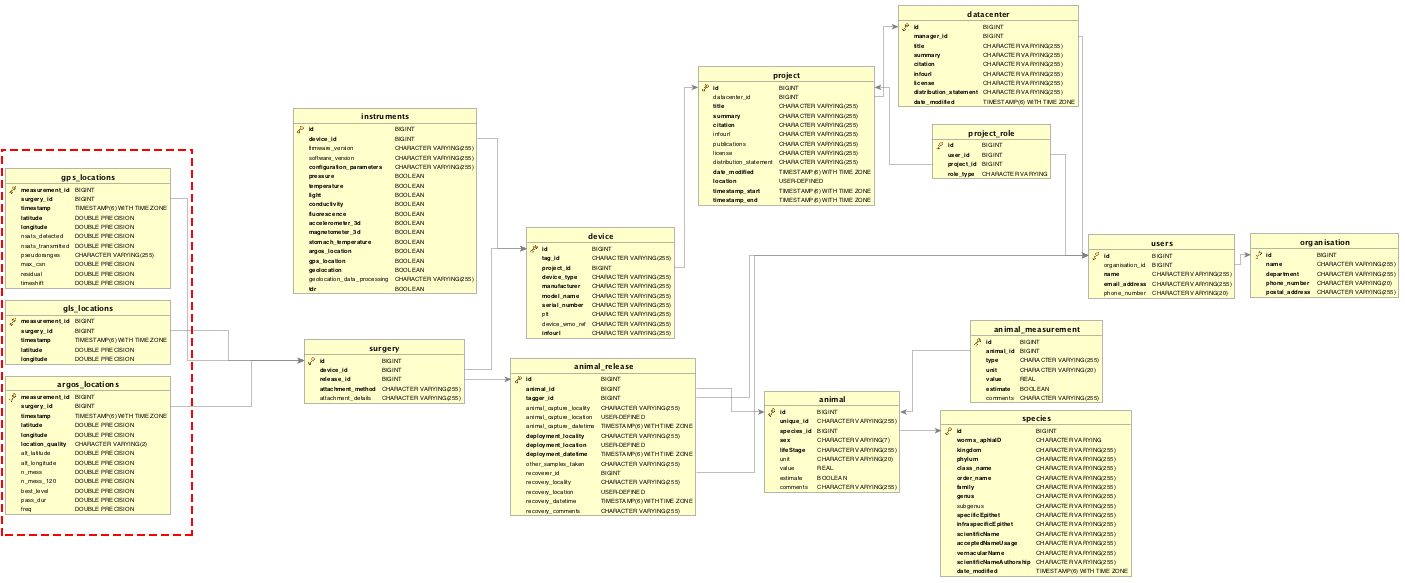 datacenter
id BIGINT
manager_id BIGINT
title CHARACTER VARYING(255)
summary CHARACTER VARYING(255)
citation CHARACTER VARYING(255)
infourl CHARACTER VARYING(255)
license CHARACTER VARYING(255)
distribution_statement CHARACTER VARYING(255)
date_modified TIMESTAMP(6) WITH TIME ZONE
project
id BIGINT
datacenter_id BIGINT
title CHARACTER VARYING(255)
summary CHARACTER VARYING(255)
citation CHARACTER VARYING(255)
infourl CHARACTER VARYING(255)
publications CHARACTER VARYING(255)
license CHARACTER VARYING(255)
distribution_statement CHARACTER VARYING(255)
date_modified TIMESTAMP(6) WITH TIME ZONE
location USER-DEFINED
timestamp_start TIMESTAMP(6) WITH TIME ZONE
timestamp_end TIMESTAMP(6) WITH TIME ZONE
project_role
id BIGINT
user_id BIGINT
project_id BIGINT
role_type CHARACTER VARYING
instruments
id BIGINT
device_id BIGINT
firmware_version CHARACTER VARYING(255)
software_version CHARACTER VARYING(255)
configuration_parameters CHARACTER VARYING(255)
pressure BOOLEAN
temperature BOOLEAN
light BOOLEAN
conductivity BOOLEAN
fluorescence BOOLEAN
accelerometer_3d BOOLEAN
magnetometer_3d BOOLEAN
stomach_temperature BOOLEAN
argos_location BOOLEAN
gps_location BOOLEAN
geolocation BOOLEAN
geolocation_data_processing CHARACTER VARYING(255)
tdr BOOLEAN
gps_locations
measurement_id BIGINT
surgery_id BIGINT
timestamp TIMESTAMP(6) WITH TIME ZONE
latitude DOUBLE PRECISION
longitude DOUBLE PRECISION
nsats_detected DOUBLE PRECISION
nsats_transmitted DOUBLE PRECISION
pseudoranges CHARACTER VARYING(255)
max_csn DOUBLE PRECISION
residual DOUBLE PRECISION
timeshift DOUBLE PRECISION
gls_locations
measurement_id BIGINT
surgery_id BIGINT
timestamp TIMESTAMP(6) WITH TIME ZONE
latitude DOUBLE PRECISION
longitude DOUBLE PRECISION
argos_locations
measurement_id BIGINT
surgery_id BIGINT
timestamp TIMESTAMP(6) WITH TIME ZONE
latitude DOUBLE PRECISION
longitude DOUBLE PRECISION
location_quality CHARACTER VARYING(2)
alt_latitude DOUBLE PRECISION
alt_longitude DOUBLE PRECISION
n_mess DOUBLE PRECISION
n_mess_120 DOUBLE PRECISION
best_level DOUBLE PRECISION
pass_dur DOUBLE PRECISION
freq DOUBLE PRECISION
device
id BIGINT
tag_id CHARACTER VARYING(255)
project_id BIGINT
device_type CHARACTER VARYING(255)
manufacturer CHARACTER VARYING(255)
model_name CHARACTER VARYING(255)
serial_number CHARACTER VARYING(255)
ptt CHARACTER VARYING(255)
device_wmo_ref CHARACTER VARYING(255)
infourl CHARACTER VARYING(255)
surgery
id BIGINT
device_id BIGINT
release_id BIGINT
attachment_method CHARACTER VARYING(255)
attachment_details CHARACTER VARYING(255)
animal_release
id BIGINT
animal_id BIGINT
tagger_id BIGINT
animal_capture_locality CHARACTER VARYING(255)
animal_capture_location USER-DEFINED
animal_capture_datetime TIMESTAMP(6) WITH TIME ZONE
deployment_locality CHARACTER VARYING(255)
deployment_location USER-DEFINED
deployment_datetime TIMESTAMP(6) WITH TIME ZONE
other_samples_taken CHARACTER VARYING(255)
recoverer_id BIGINT
recovery_locality CHARACTER VARYING(255)
recovery_location USER-DEFINED
recovery_datetime TIMESTAMP(6) WITH TIME ZONE
recovery_comments CHARACTER VARYING(255)
users
id BIGINT
organisation_id BIGINT
name CHARACTER VARYING(255)
email_address CHARACTER VARYING(255)
phone_number CHARACTER VARYING(20)
organisation
id BIGINT
name CHARACTER VARYING(255)
department CHARACTER VARYING(255)
phone_number CHARACTER VARYING(20)
postal_address CHARACTER VARYING(255)
animal_measurement
id BIGINT
animal_id BIGINT
type CHARACTER VARYING(255)
unit CHARACTER VARYING(20)
value REAL
estimate BOOLEAN
comments CHARACTER VARYING(255)
animal
id BIGINT
unique_id CHARACTER VARYING(255)
species_id BIGINT
sex CHARACTER VARYING(7)
lifeStage CHARACTER VARYING(255)
unit CHARACTER VARYING(20)
value REAL
estimate BOOLEAN
comments CHARACTER VARYING(255)
species
id BIGINT
worms_aphiaID CHARACTER VARYING
kingdom CHARACTER VARYING(255)
phylum CHARACTER VARYING(255)
class_name CHARACTER VARYING(255)
order_name CHARACTER VARYING(255)
family CHARACTER VARYING(255)
genus CHARACTER VARYING(255)
subgenus CHARACTER VARYING(255)
specificEpithet CHARACTER VARYING(255)
infraspecificEpithet CHARACTER VARYING(255)
scientificName CHARACTER VARYING(255)
acceptedNameUsage CHARACTER VARYING(255)
vernacularName CHARACTER VARYING(255)
scientificNameAuthorship CHARACTER VARYING(255)
date_modified TIMESTAMP(6) WITH TIME ZONE